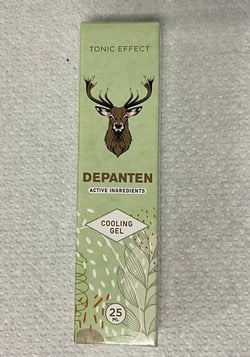 TONIC EFFECT
DEPANTEN
ACTIVE INGREDIENTS
COOLING
GEL
25
ML